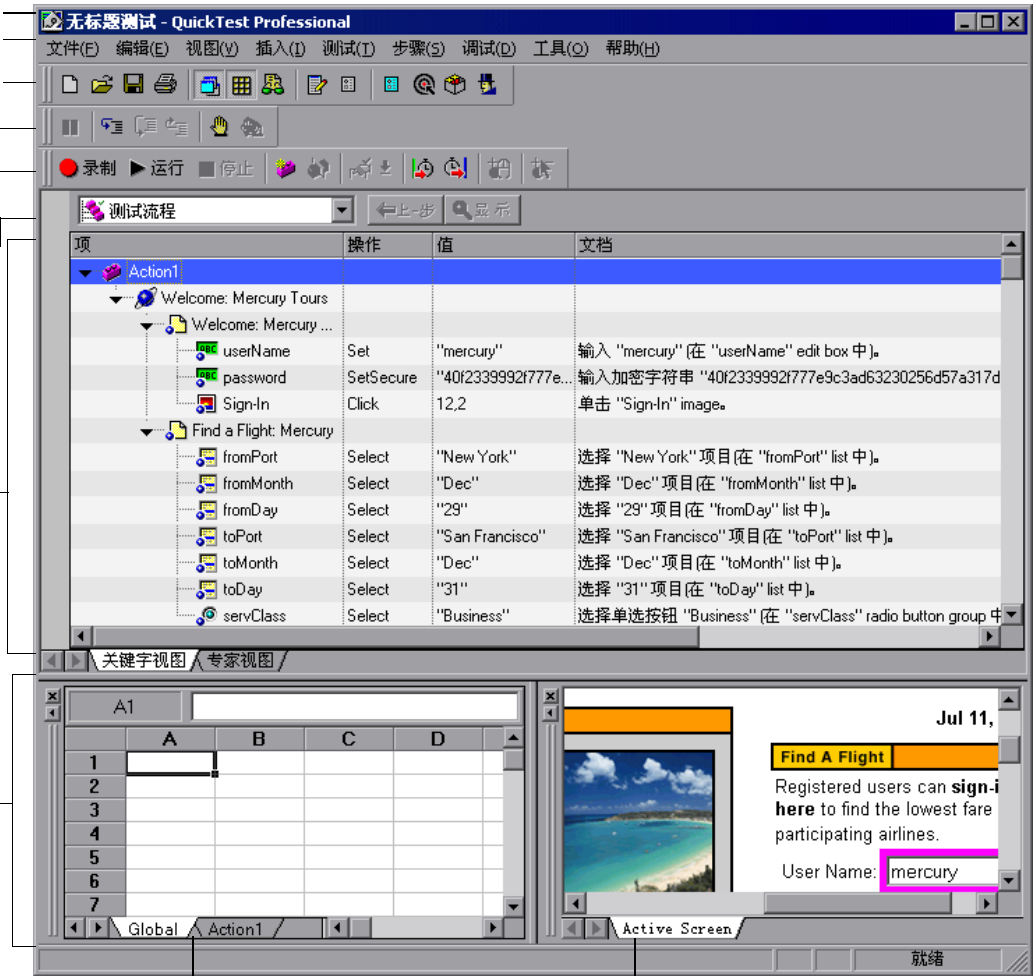 无标题测试 - QuickTest Professional
文件(F) 编辑(E) 视图(V) 插入(I) 测试(T) 步骤(S) 调试(D) 工具(O) 帮助(H)
录制 运行 停止
测试流程 上一步 显示
项 操作 值 文档
Action1
Welcome: Mercury Tours
Welcome: Mercury ...
userName Set "mercury" 输入 "mercury" (在 "userName" edit box 中)。
password SetSecure "40f2339992f777e... 输入加密字符串 "40f2339992f777e9c3ad63230256d57a317d
Sign-In Click 12,2 单击 "Sign-In" image。
Find a Flight: Mercury
fromPort Select "New York" 选择 "New York" 项目(在 "fromPort" list 中)。
fromMonth Select "Dec" 选择 "Dec" 项目(在 "fromMonth" list 中)。
fromDay Select "29" 选择 "29" 项目(在 "fromDay" list 中)。
toPort Select "San Francisco" 选择 "San Francisco" 项目(在 "toPort" list 中)。
toMonth Select "Dec" 选择 "Dec" 项目(在 "toMonth" list 中)。
toDay Select "31" 选择 "31" 项目(在 "toDay" list 中)。
servClass Select "Business" 选择单选按钮 "Business" (在 "servClass" radio button group 中
关键字视图 专家视图
A1
A B C D
1
2
3
4
5
6
7
Global Action1
Jul 11,
Find A Flight
Registered users can sign-i
here to find the lowest fare
participating airlines.
User Name: mercury
Active Screen
就绪